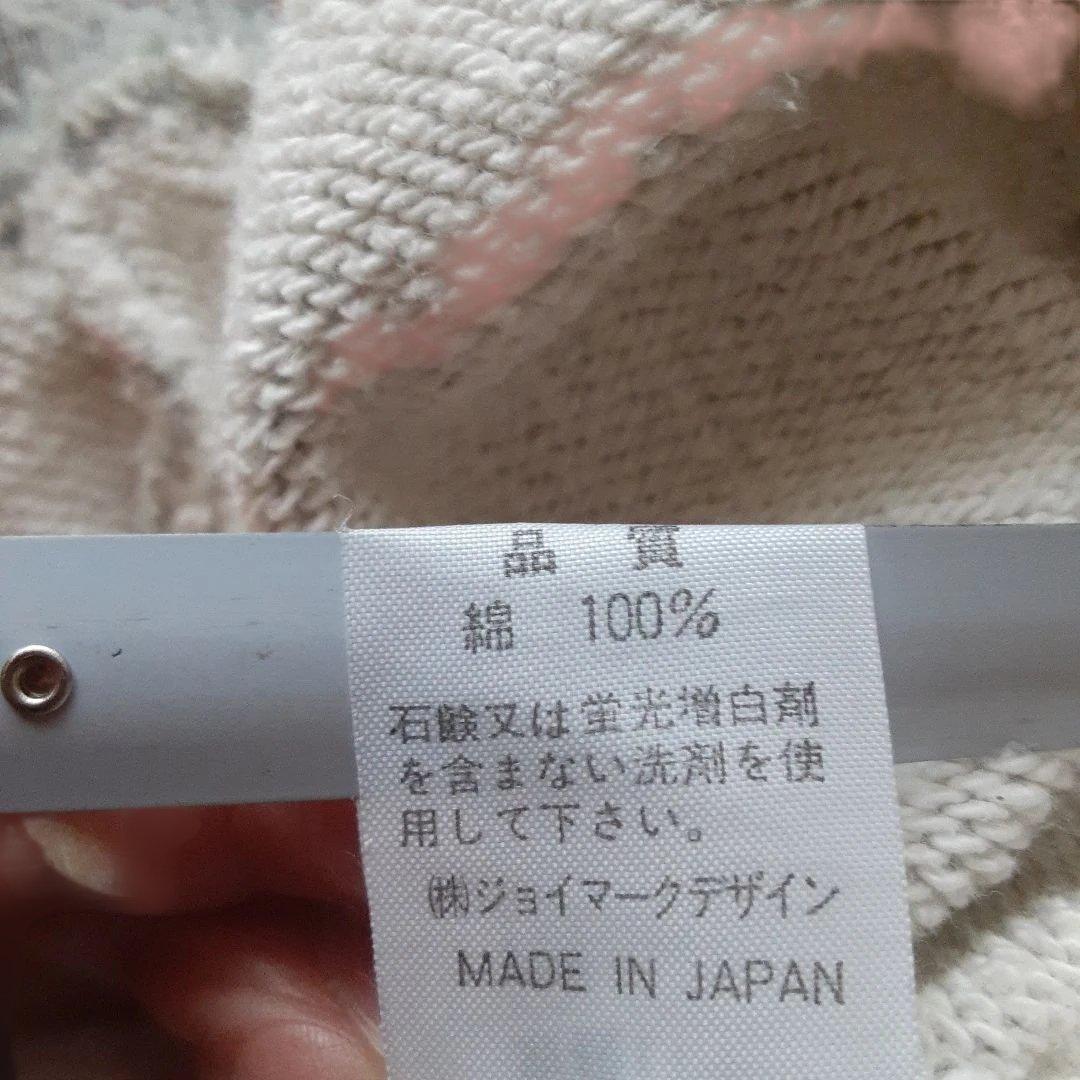 品 質
綿 100%
石鹸又は蛍光増白剤
を含まない洗剤を使
用して下さい。
㈱ジョイマークデザイン
MADE IN JAPAN